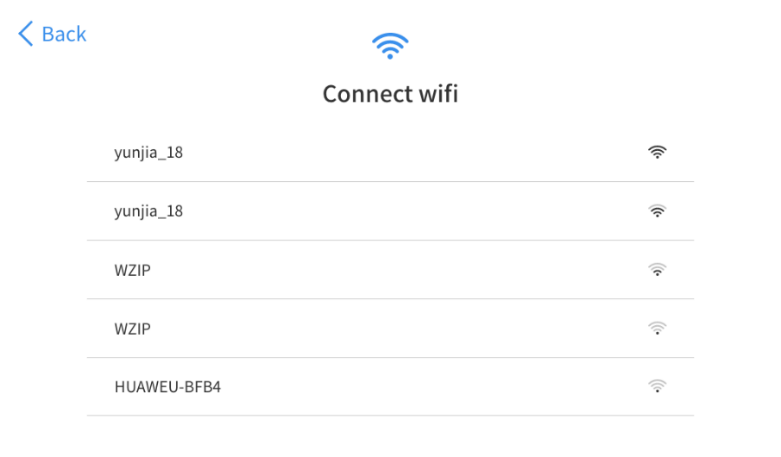 Back
Connect wifi
yunjia_18
yunjia_18
WZIP
WZIP
HUAWEU-BFB4